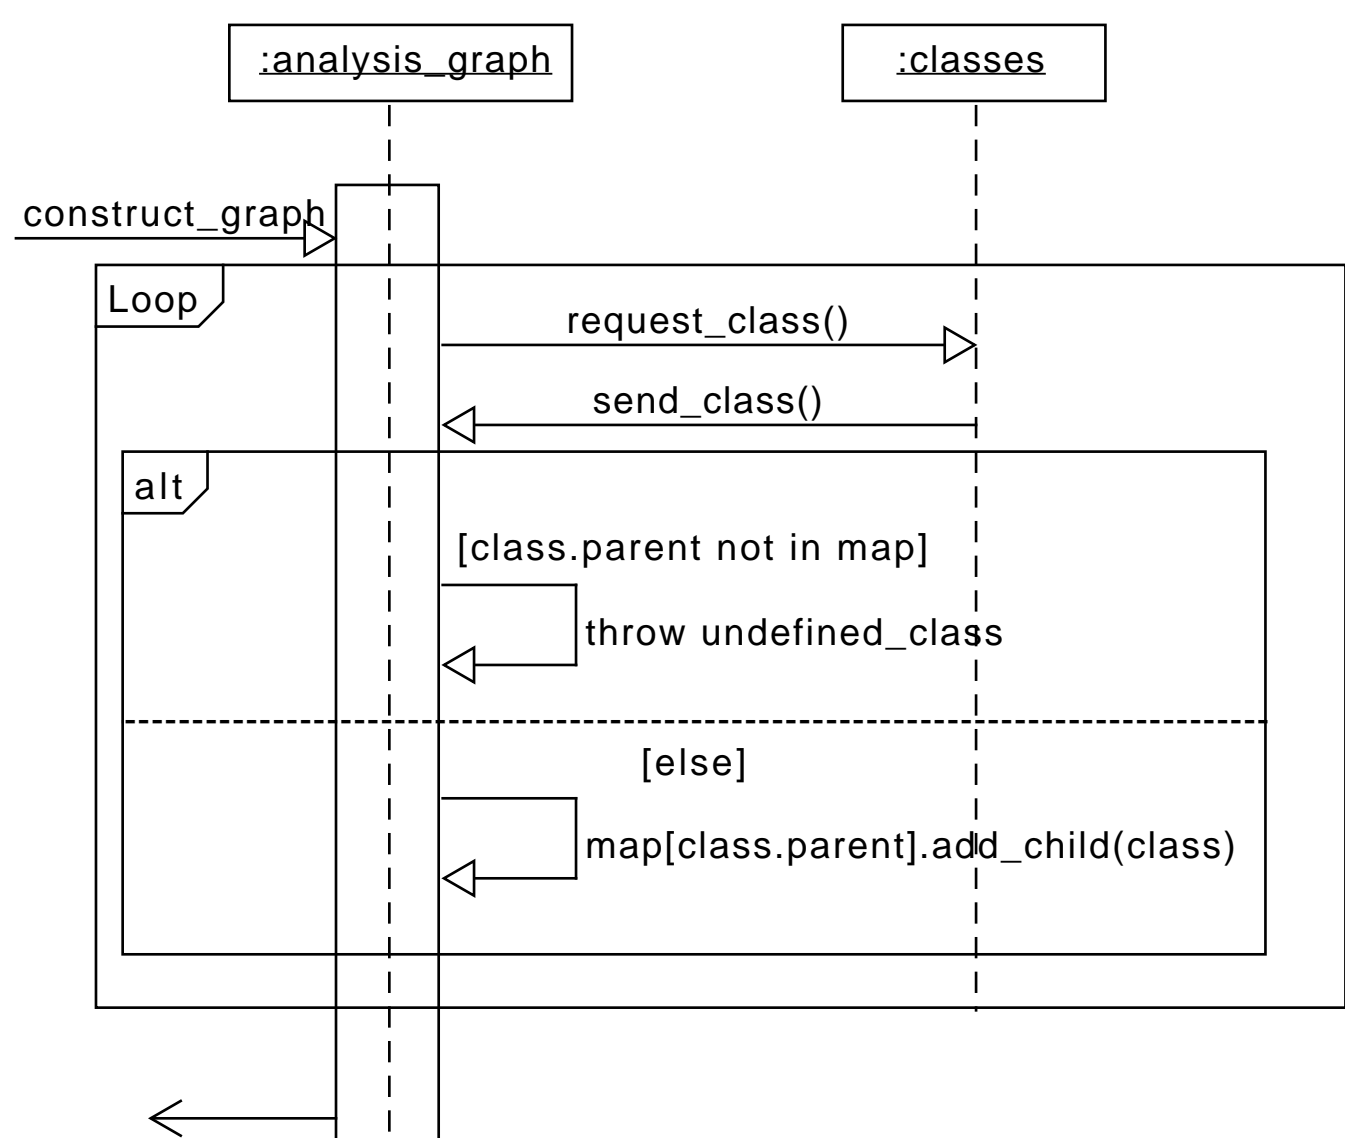 :analysis_graph
:classes
construct_graph
Loop
request_class()
send_class()
alt
[class.parent not in map]
throw undefined_class
[else]
map[class.parent].add_child(class)